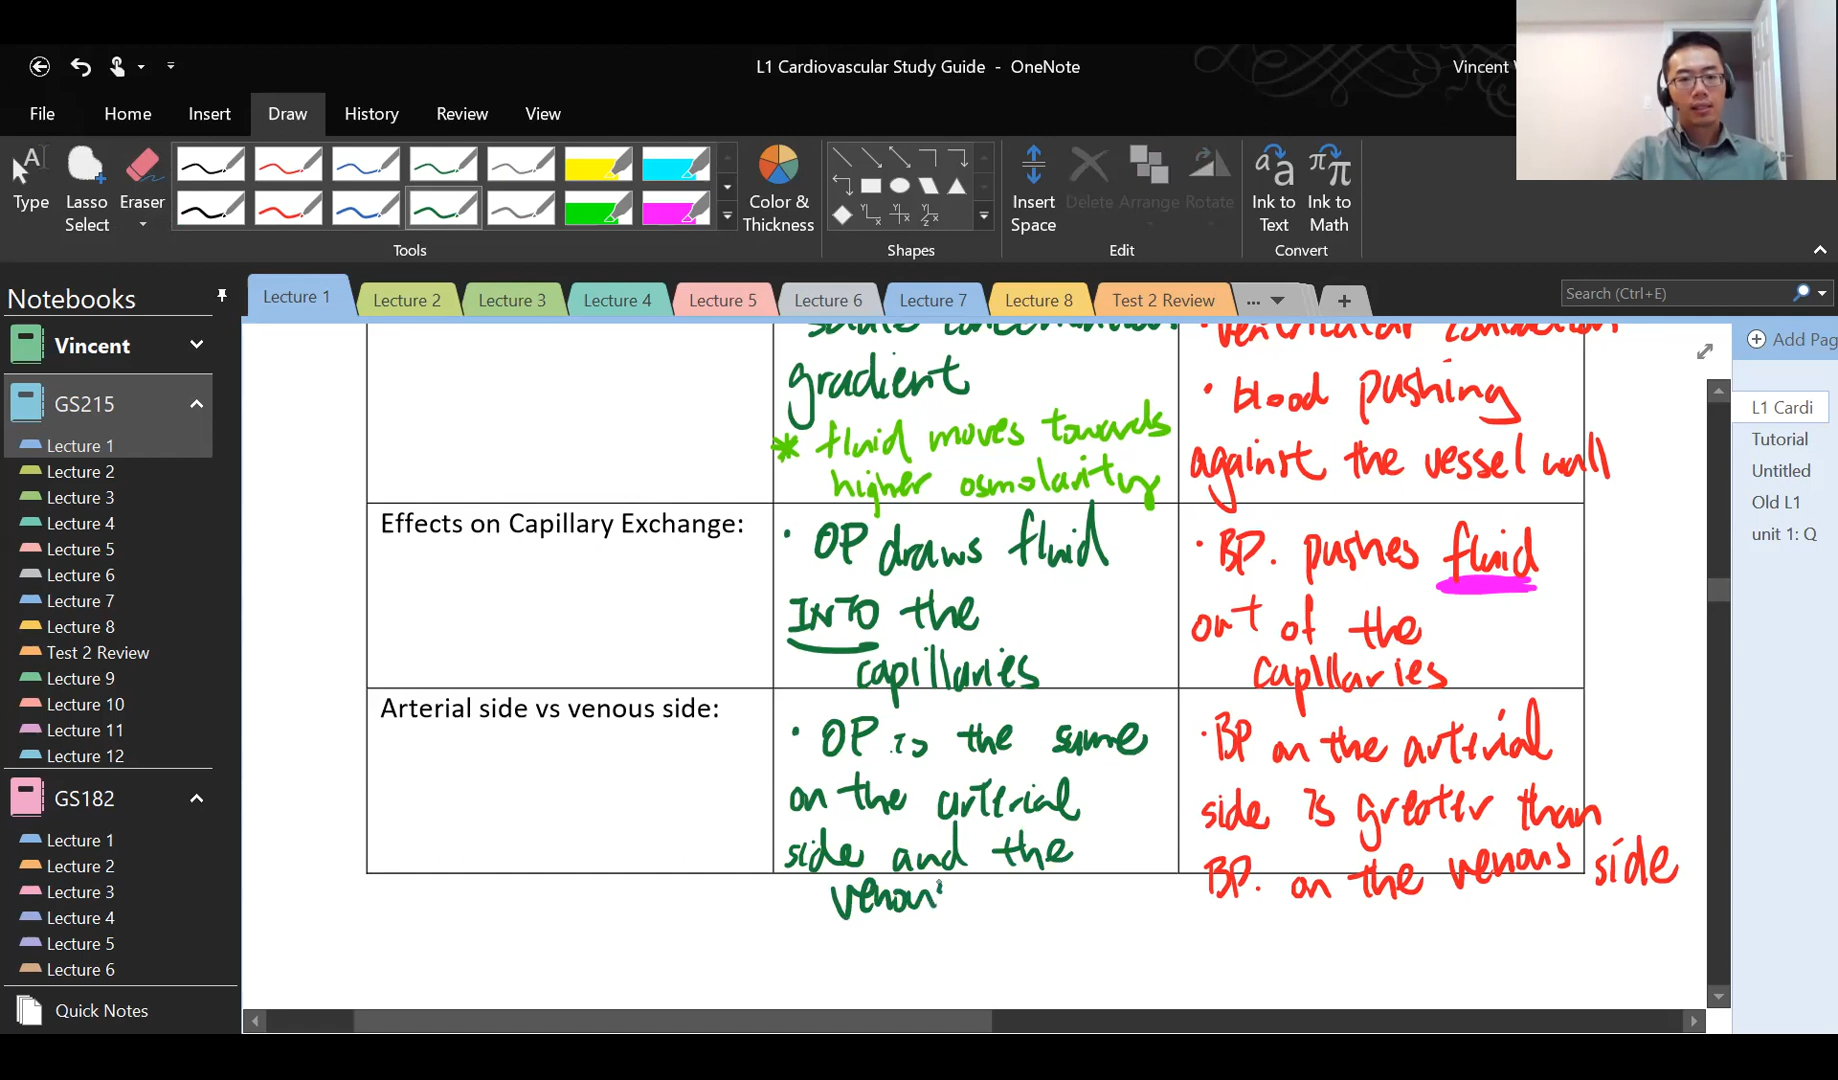 L1 Cardiovascular Study Guide - OneNote
Vincent
File Home Insert Draw History Review View
Type
Lasso Select
Eraser
Color & Thickness
Insert Space
Delete Arrange Rotate
Ink to Text
Ink to Math
Tools Shapes Edit Convert
Notebooks
Lecture 1 Lecture 2 Lecture 3 Lecture 4 Lecture 5 Lecture 6 Lecture 7 Lecture 8 Test 2 Review ...
Search (Ctrl+E)
Vincent
GS215
Lecture 1
Lecture 2
Lecture 3
Lecture 4
Lecture 5
Lecture 6
Lecture 7
Lecture 8
Test 2 Review
Lecture 9
Lecture 10
Lecture 11
Lecture 12
GS182
Lecture 1
Lecture 2
Lecture 3
Lecture 4
Lecture 5
Lecture 6
Quick Notes
gradient
* fluid moves towards
higher osmolarity
• blood pushing
against the vessel wall
Effects on Capillary Exchange:
• OP draws fluid
INTO the
capillaries
• BP. pushes fluid
out of the
capillaries
Arterial side vs venous side:
• OP is the same
on the arterial
side and the
venou
• BP on the arterial
side is greater than
BP. on the venous side
Add Pag
L1 Cardi
Tutorial
Untitled
Old L1
unit 1: Q